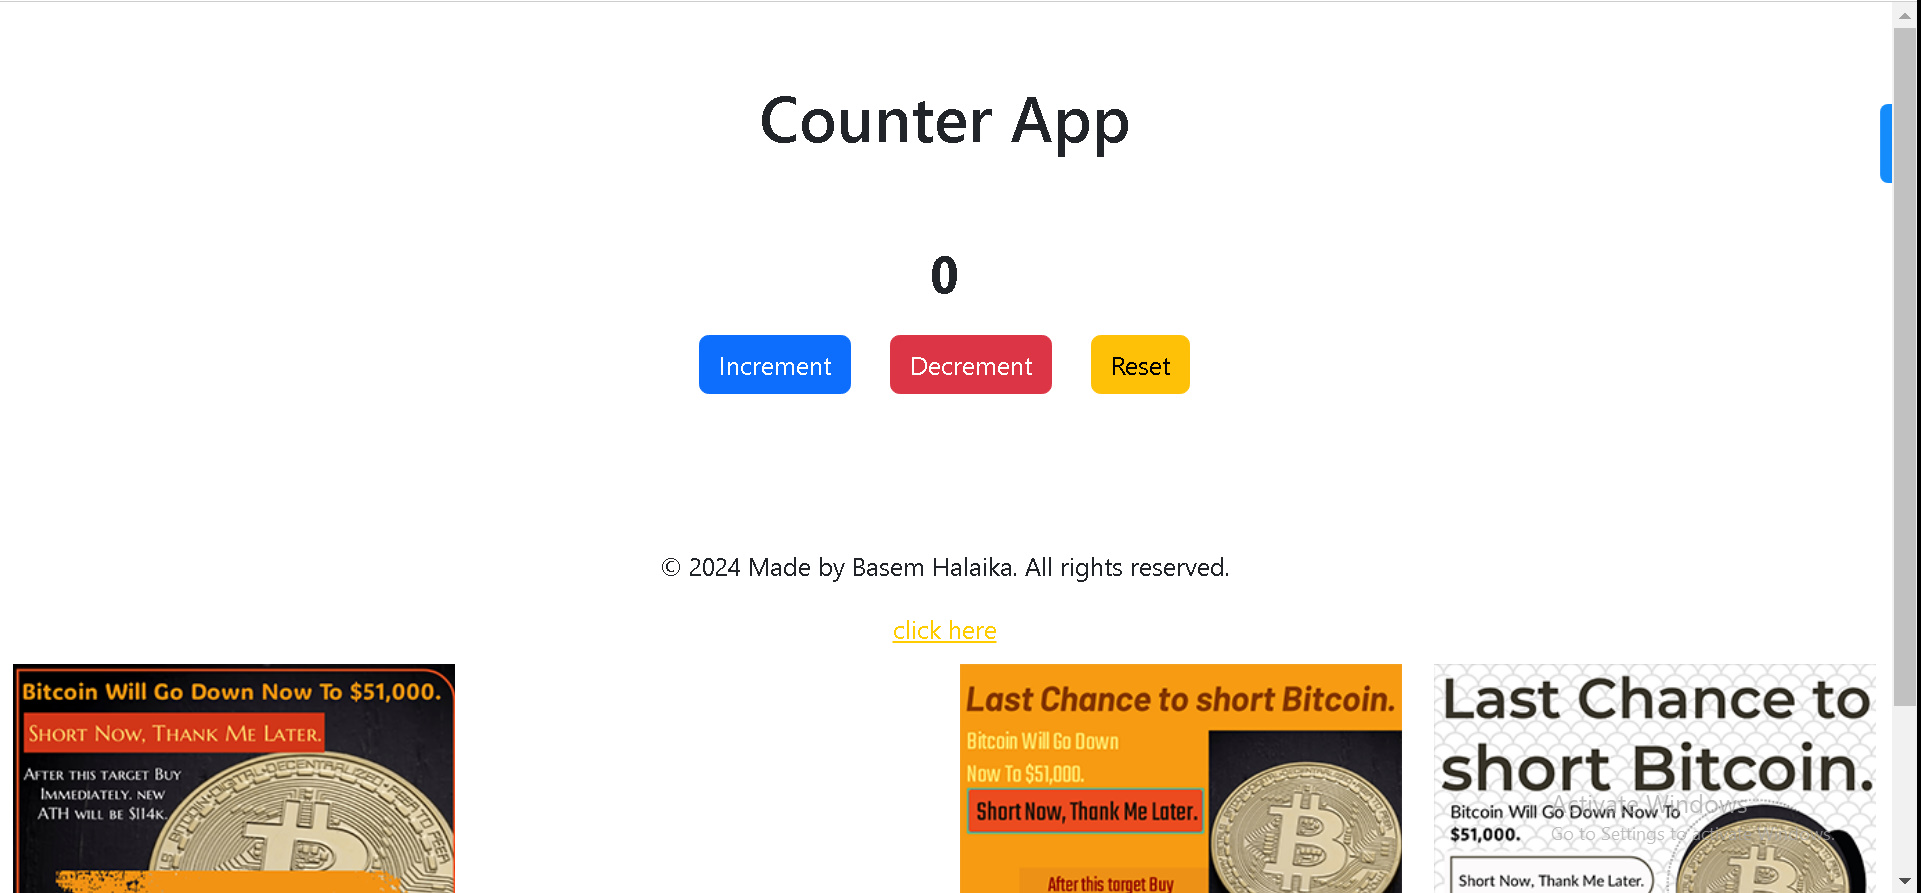 Counter App
0
Increment
Decrement
Reset
© 2024 Made by Basem Halaika. All rights reserved.
click here
Bitcoin Will Go Down Now To $51,000.
Short Now, Thank Me Later.
After this target Buy
Immediately. new
ATH will be $114k.
Last Chance to short Bitcoin.
Bitcoin Will Go Down
Now To $51,000.
Short Now, Thank Me Later.
After this target Buy
Last Chance to
short Bitcoin.
Bitcoin Will Go Down Now To
$51,000.
Short Now, Thank Me Later.
Activate Windows
Go to Settings to activate Windows.